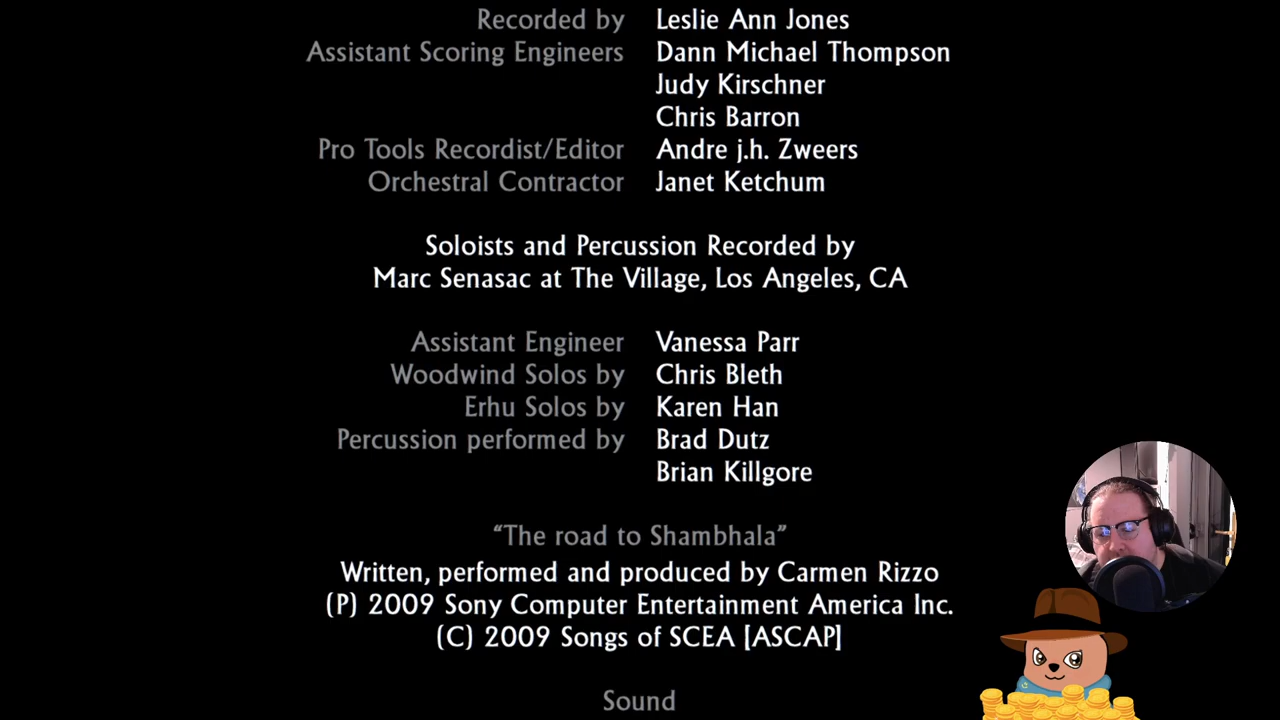 Recorded by Leslie Ann Jones
Assistant Scoring Engineers Dann Michael Thompson
Judy Kirschner
Chris Barron
Pro Tools Recordist/Editor Andre j.h. Zweers
Orchestral Contractor Janet Ketchum
Soloists and Percussion Recorded by
Marc Senasac at The Village, Los Angeles, CA
Assistant Engineer Vanessa Parr
Woodwind Solos by Chris Bleth
Erhu Solos by Karen Han
Percussion performed by Brad Dutz
Brian Killgore
“The road to Shambhala”
Written, performed and produced by Carmen Rizzo
(P) 2009 Sony Computer Entertainment America Inc.
(C) 2009 Songs of SCEA [ASCAP]
Sound